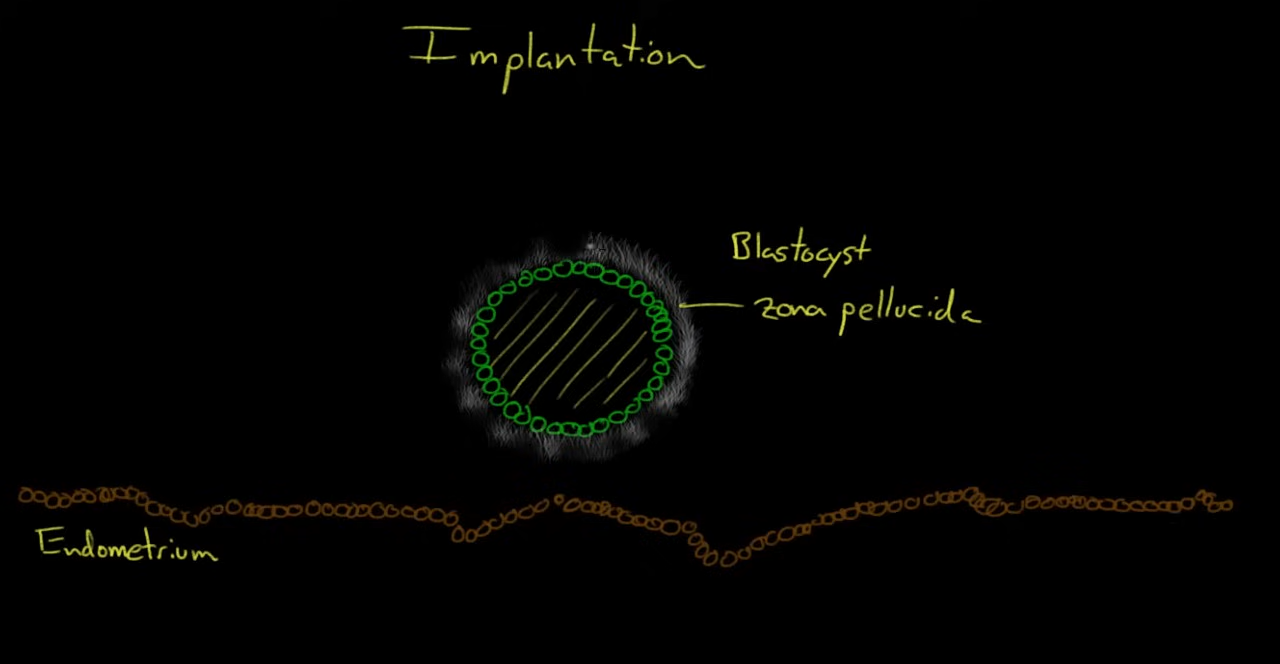 Implantation
Blastocyst
zona pellucida
Endometrium